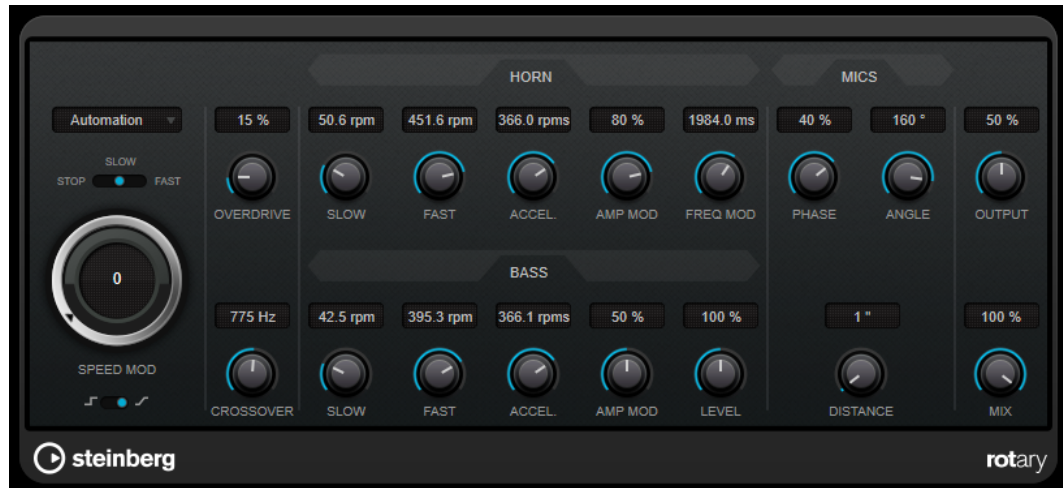 HORN
MICS
Automation
15 %
50.6 rpm
451.6 rpm
366.0 rpms
80 %
1984.0 ms
40 %
160 °
50 %
SLOW
STOP
FAST
OVERDRIVE
SLOW
FAST
ACCEL.
AMP MOD
FREQ MOD
PHASE
ANGLE
OUTPUT
0
BASS
775 Hz
42.5 rpm
395.3 rpm
366.1 rpms
50 %
100 %
1 "
100 %
SPEED MOD
CROSSOVER
SLOW
FAST
ACCEL.
AMP MOD
LEVEL
DISTANCE
MIX
steinberg
rotary